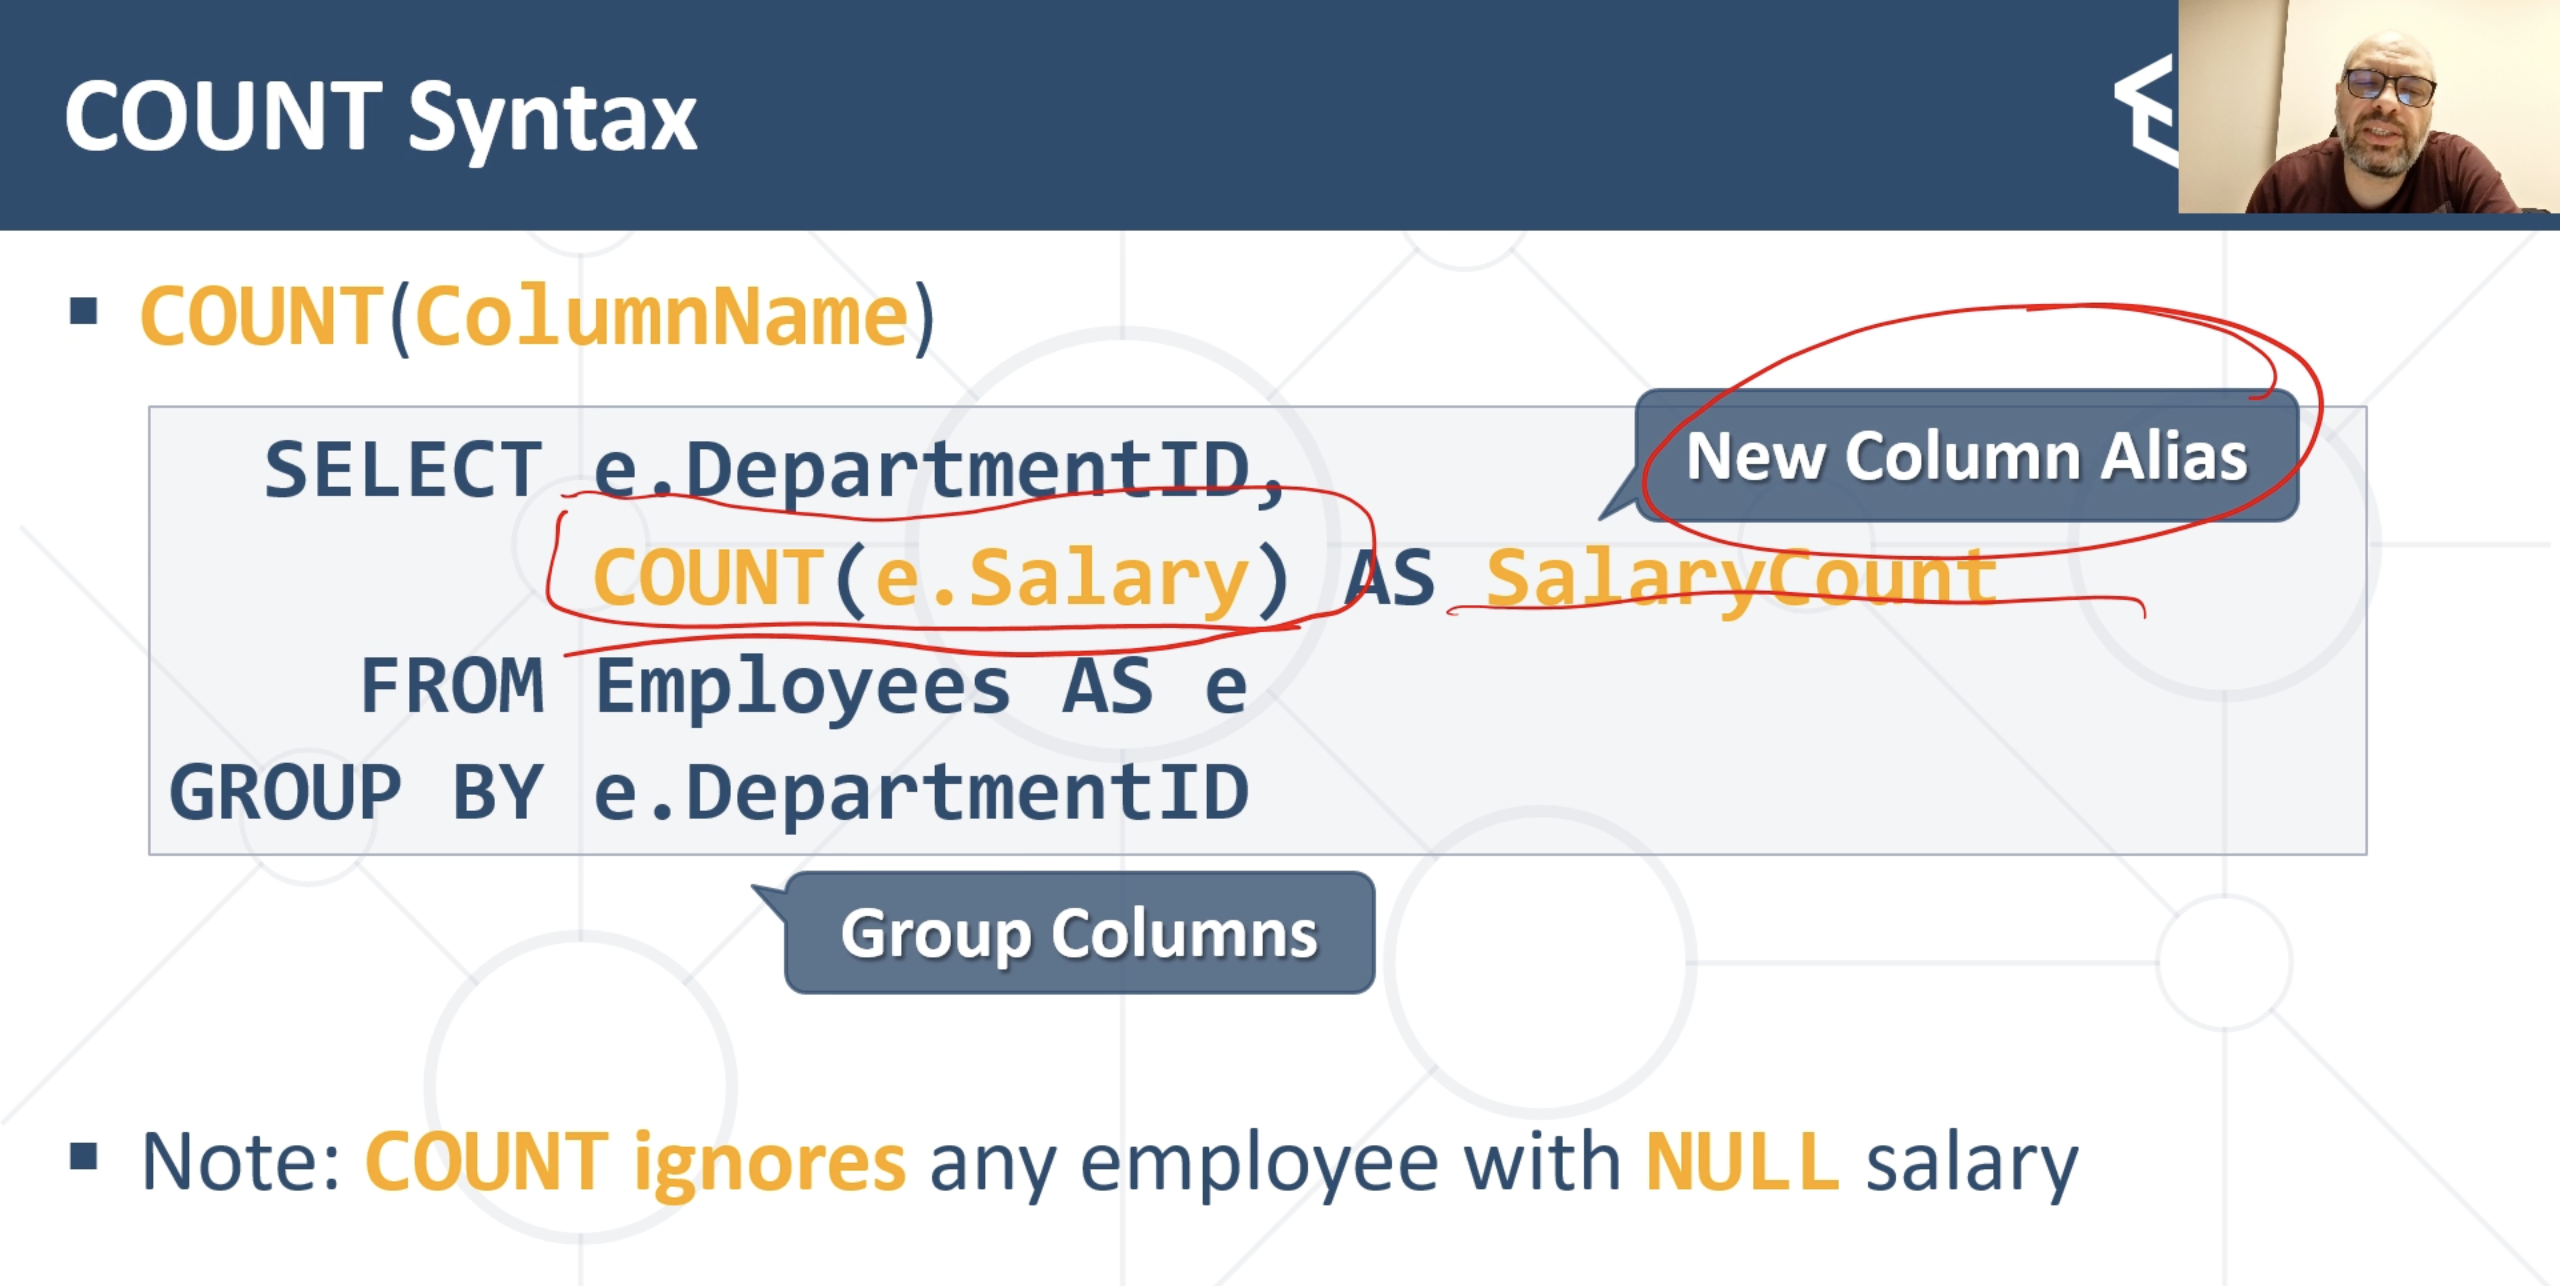 COUNT Syntax
COUNT(ColumnName)
New Column Alias
SELECT e.DepartmentID,
COUNT(e.Salary) AS SalaryCount
FROM Employees AS e
GROUP BY e.DepartmentID
Group Columns
Note: COUNT ignores any employee with NULL salary